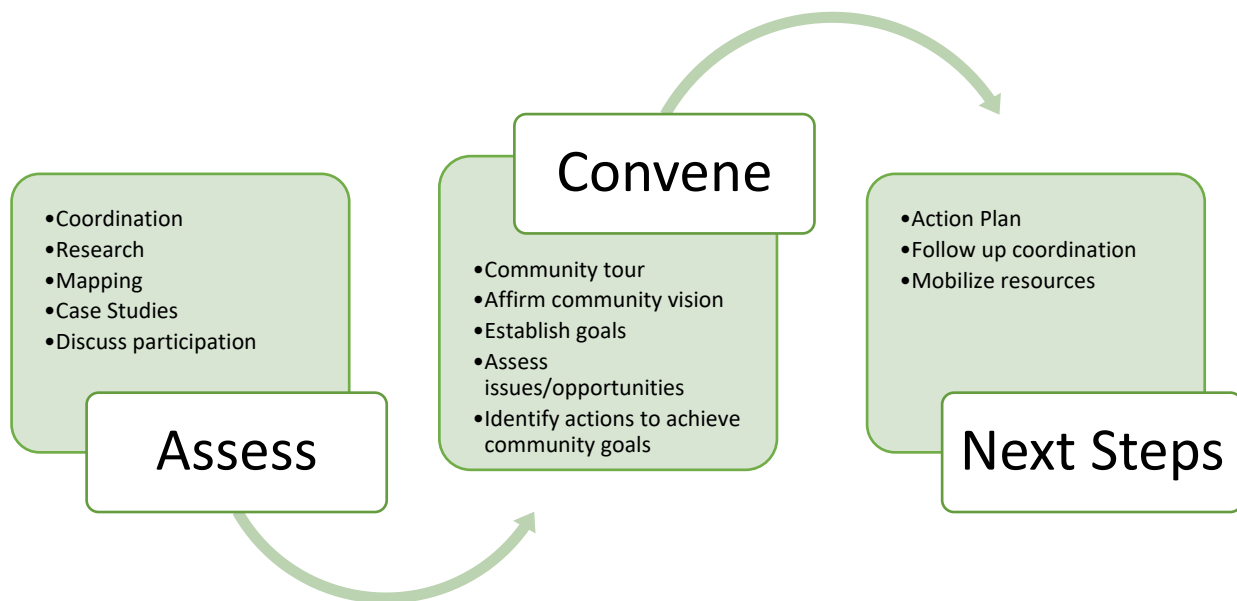 •Coordination
•Research
•Mapping
•Case Studies
•Discuss participation
Assess
Convene
•Community tour
•Affirm community vision
•Establish goals
•Assess
issues/opportunities
•Identify actions to achieve
community goals
•Action Plan
•Follow up coordination
•Mobilize resources
Next Steps